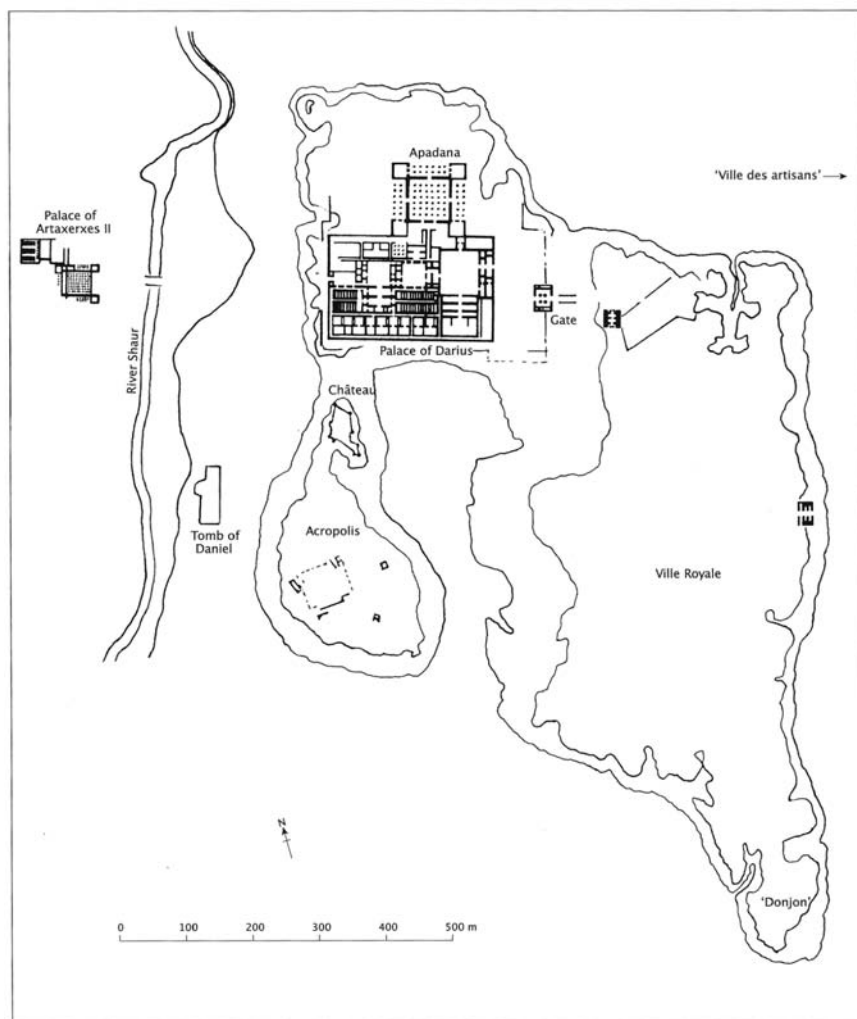 Apadana
'Ville des artisans'
Palace of
Artaxerxes II
River Shaur
Gate
Palace of Darius
Château
Tomb of
Daniel
Acropolis
Ville Royale
N
'Donjon'
0 100 200 300 400 500 m